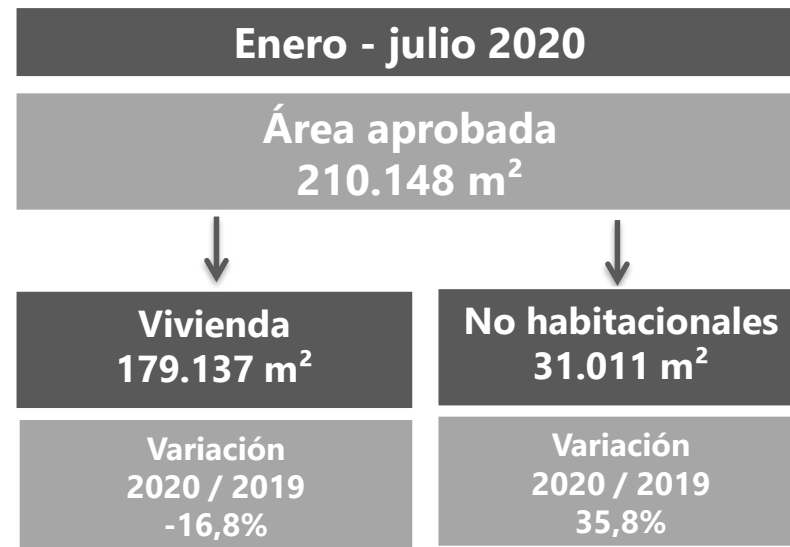 Enero - julio 2020
Área aprobada
210.148 m²
Vivienda
179.137 m²
No habitacionales
31.011 m²
Variación
2020 / 2019
-16,8%
Variación
2020 / 2019
35,8%